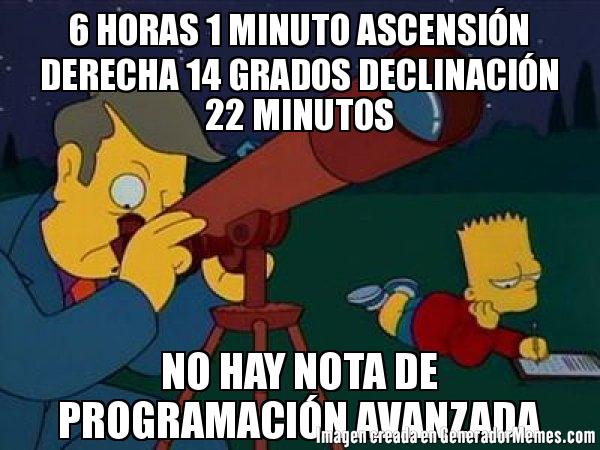 6 HORAS 1 MINUTO ASCENSIÓN
DERECHA 14 GRADOS DECLINACIÓN
22 MINUTOS
NO HAY NOTA DE
PROGRAMACIÓN AVANZADA
Imagen creada en GeneradorMemes.com